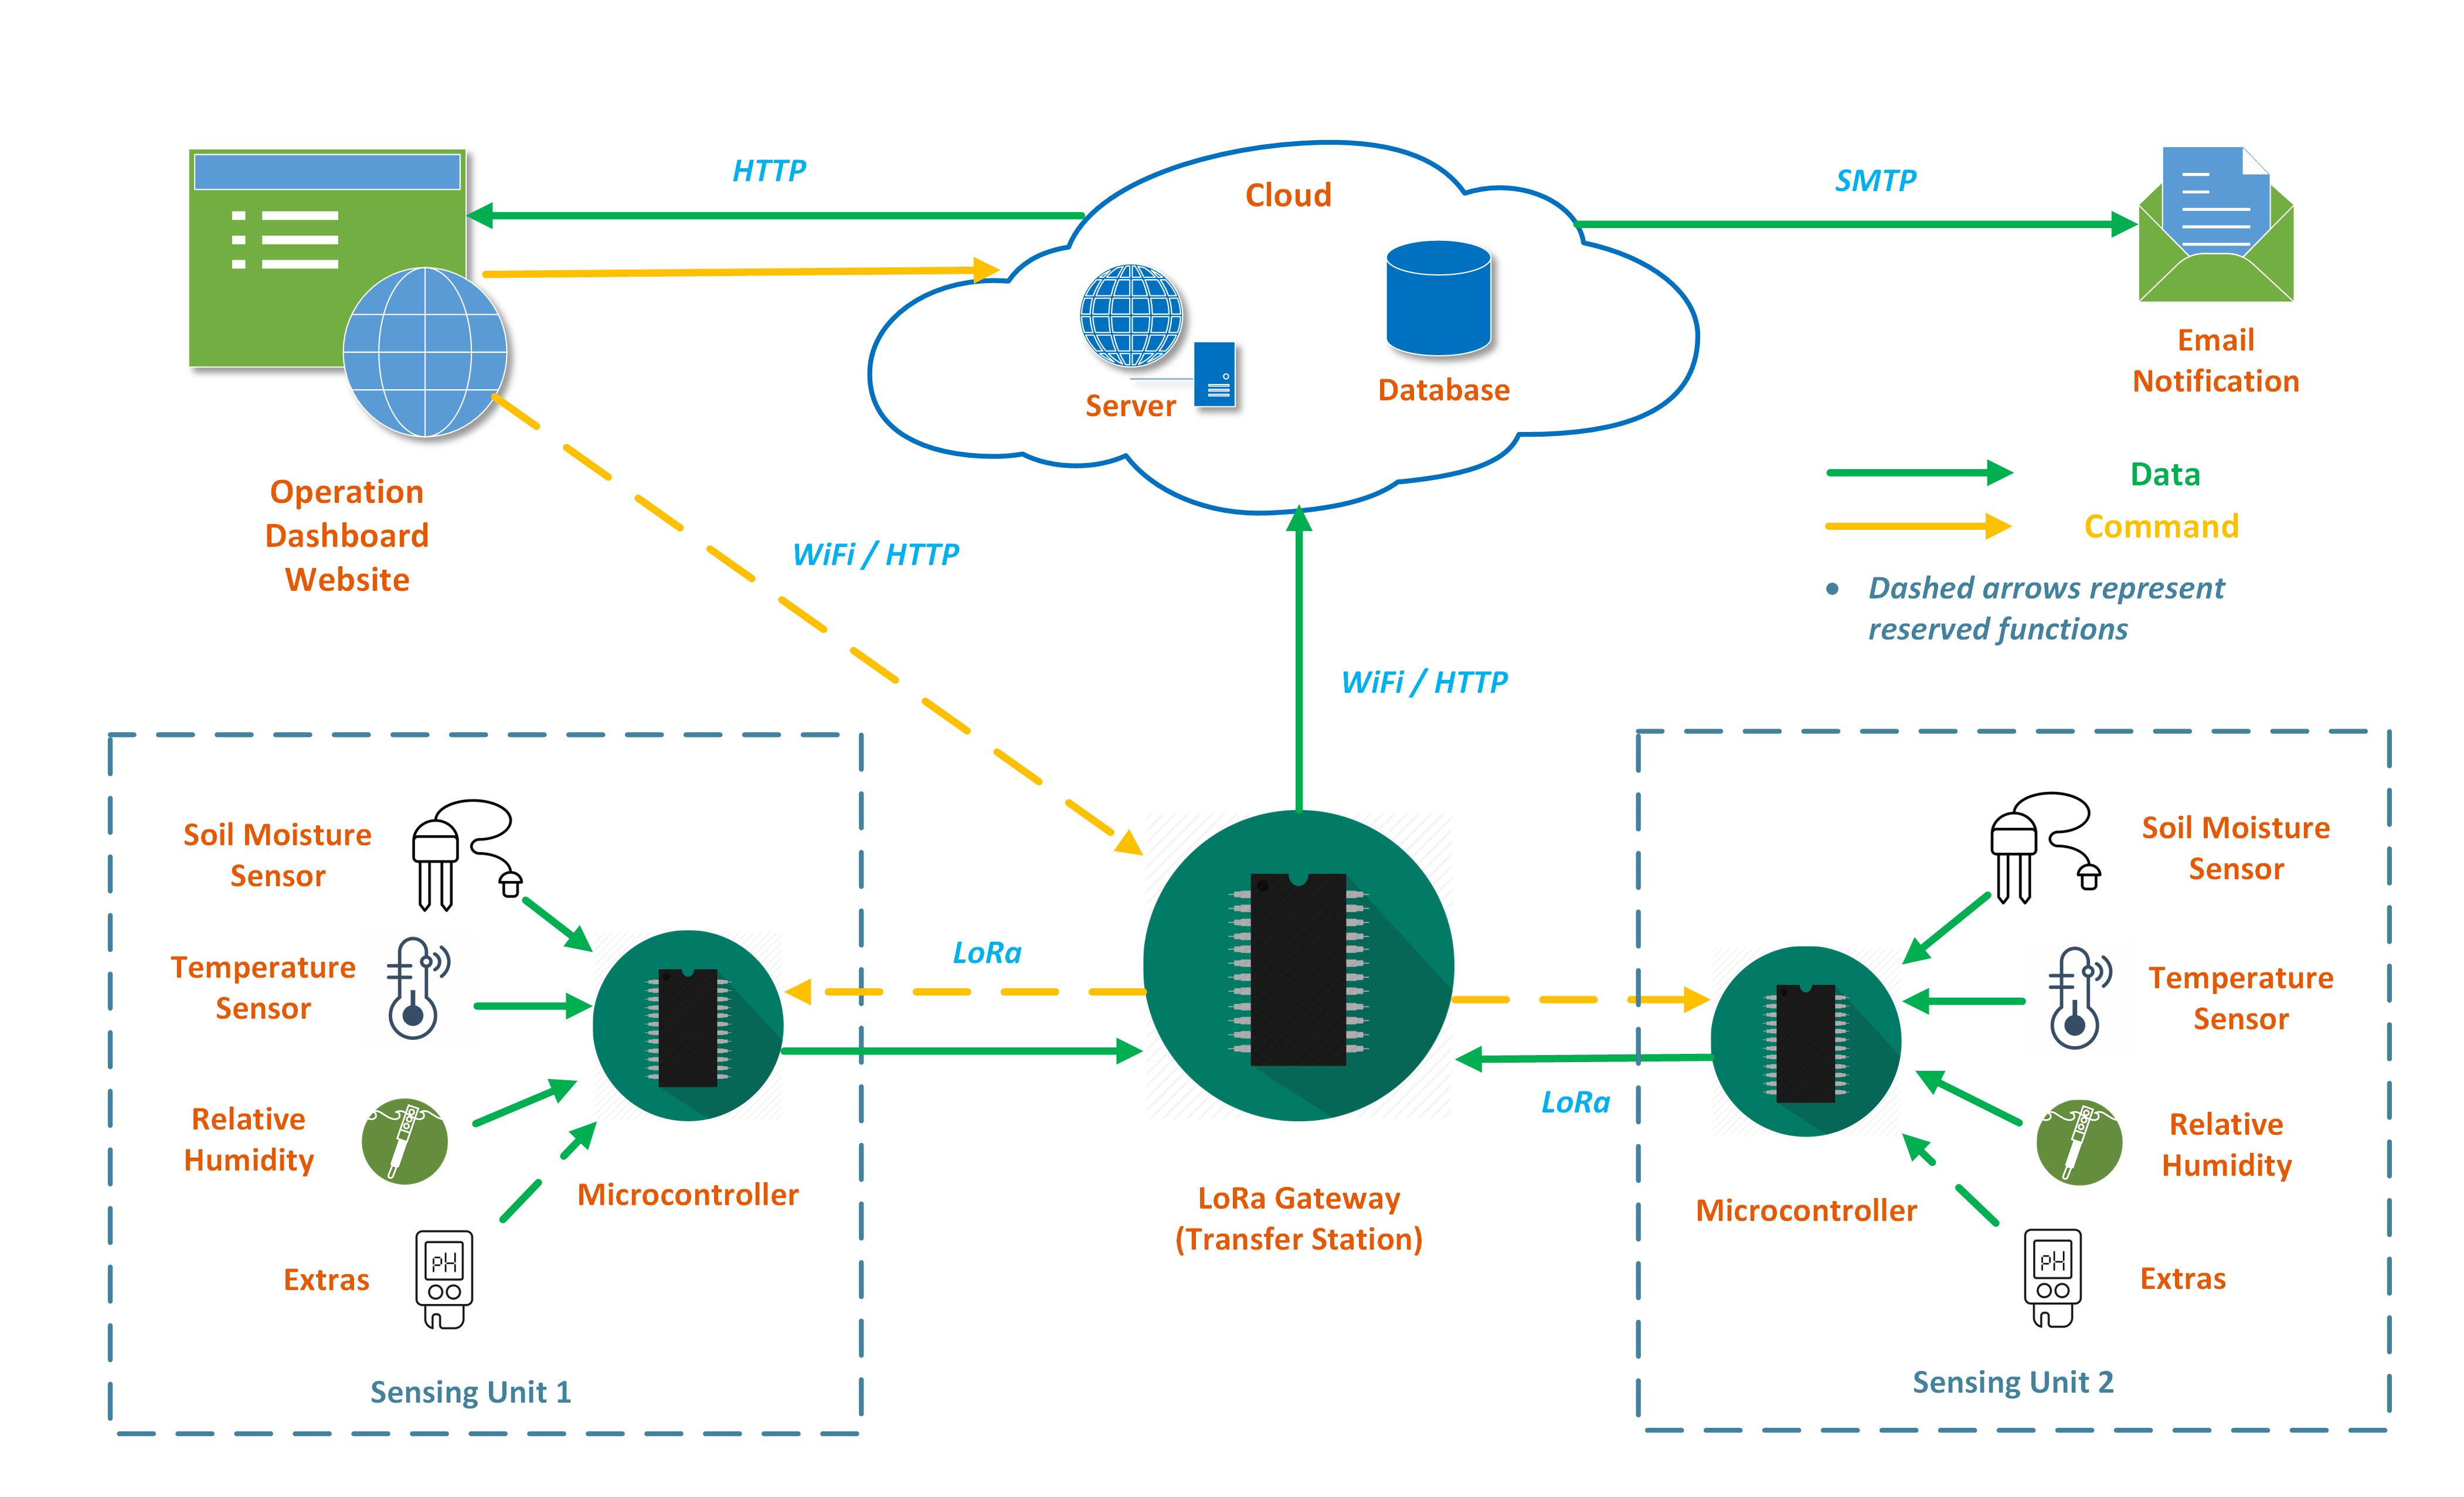 HTTP
Cloud
SMTP
Server
Database
Email
Notification
Operation
Dashboard
Website
Data
Command
WiFi / HTTP
• Dashed arrows represent
reserved functions
WiFi / HTTP
Soil Moisture
Sensor
Temperature
Sensor
Relative
Humidity
Extras
pH
Microcontroller
Sensing Unit 1
LoRa
LoRa Gateway
(Transfer Station)
LoRa
Soil Moisture
Sensor
Temperature
Sensor
Relative
Humidity
Microcontroller
Extras
pH
Sensing Unit 2